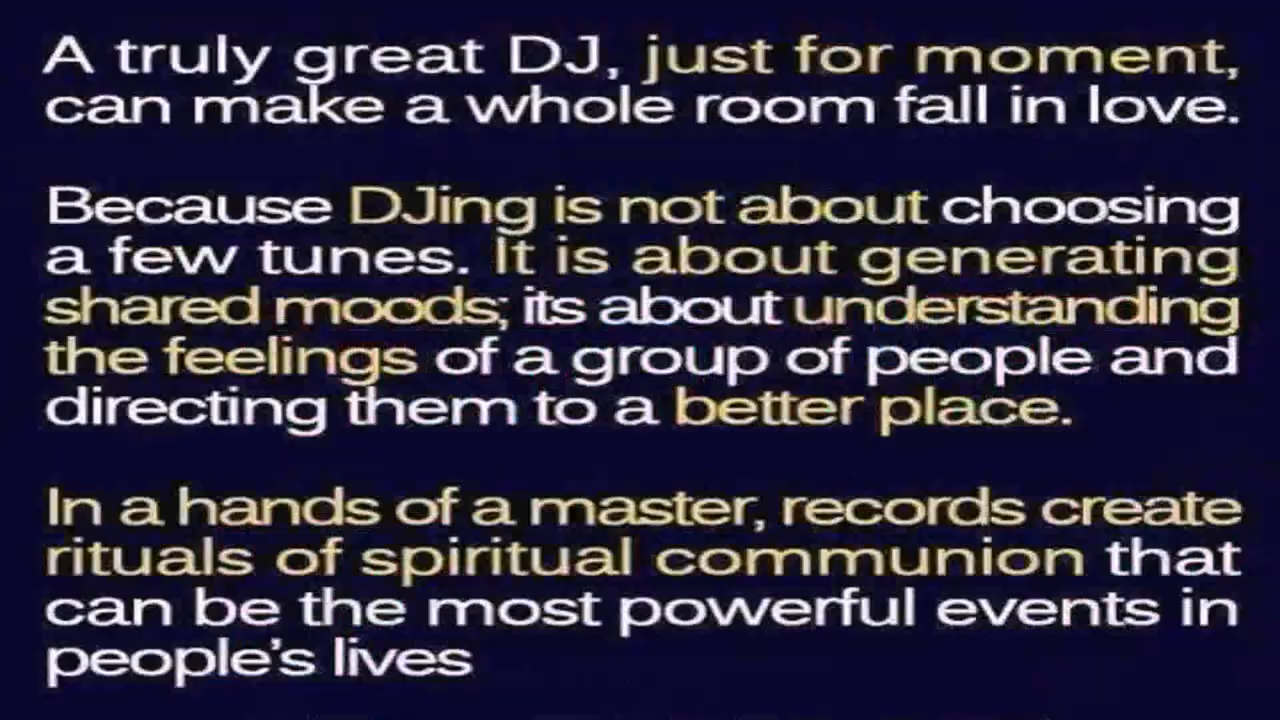 A truly great DJ, just for moment,
can make a whole room fall in love.
Because DJing is not about choosing
a few tunes. It is about generating
shared moods; its about understanding
the feelings of a group of people and
directing them to a better place.
In a hands of a master, records create
rituals of spiritual communion that
can be the most powerful events in
people’s lives